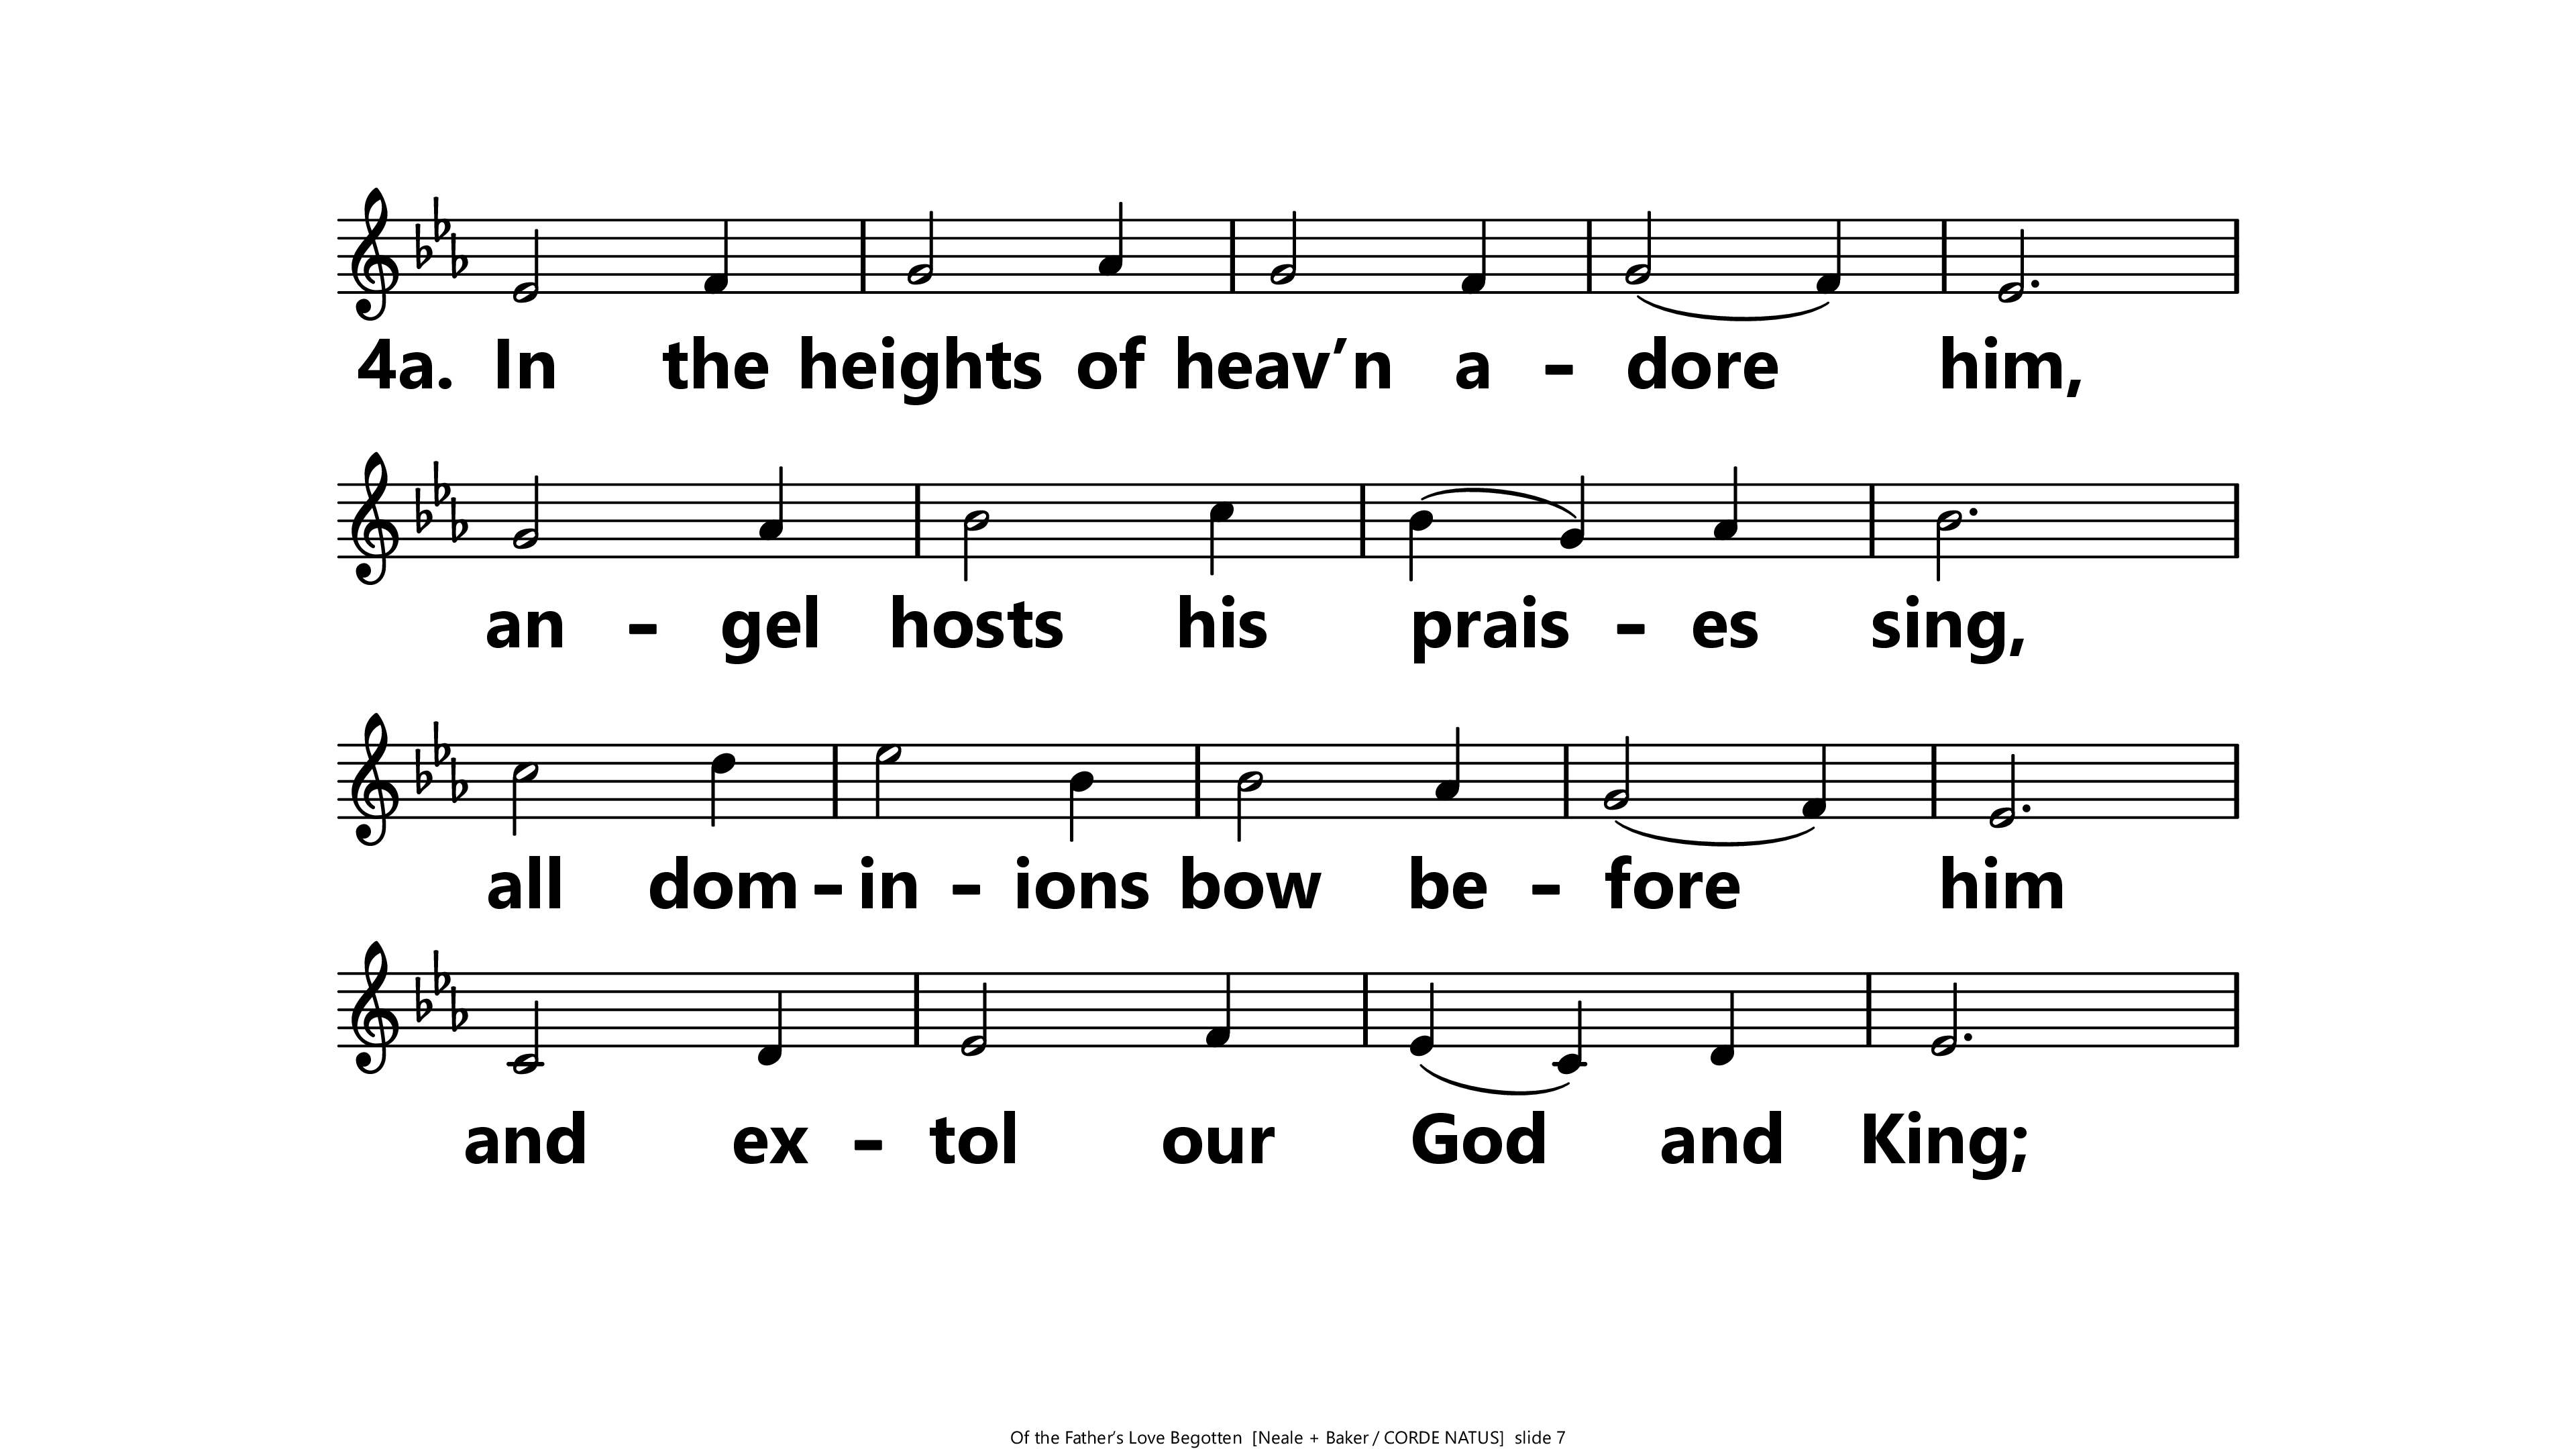 4a. In the heights of heav’n a - dore him,
an - gel hosts his prais - es sing,
all dom - in - ions bow be - fore him
and ex - tol our God and King;
Of the Father’s Love Begotten [Neale + Baker / CORDE NATUS] slide 7